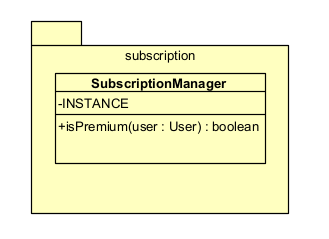 subscription
SubscriptionManager
-INSTANCE
+isPremium(user : User) : boolean